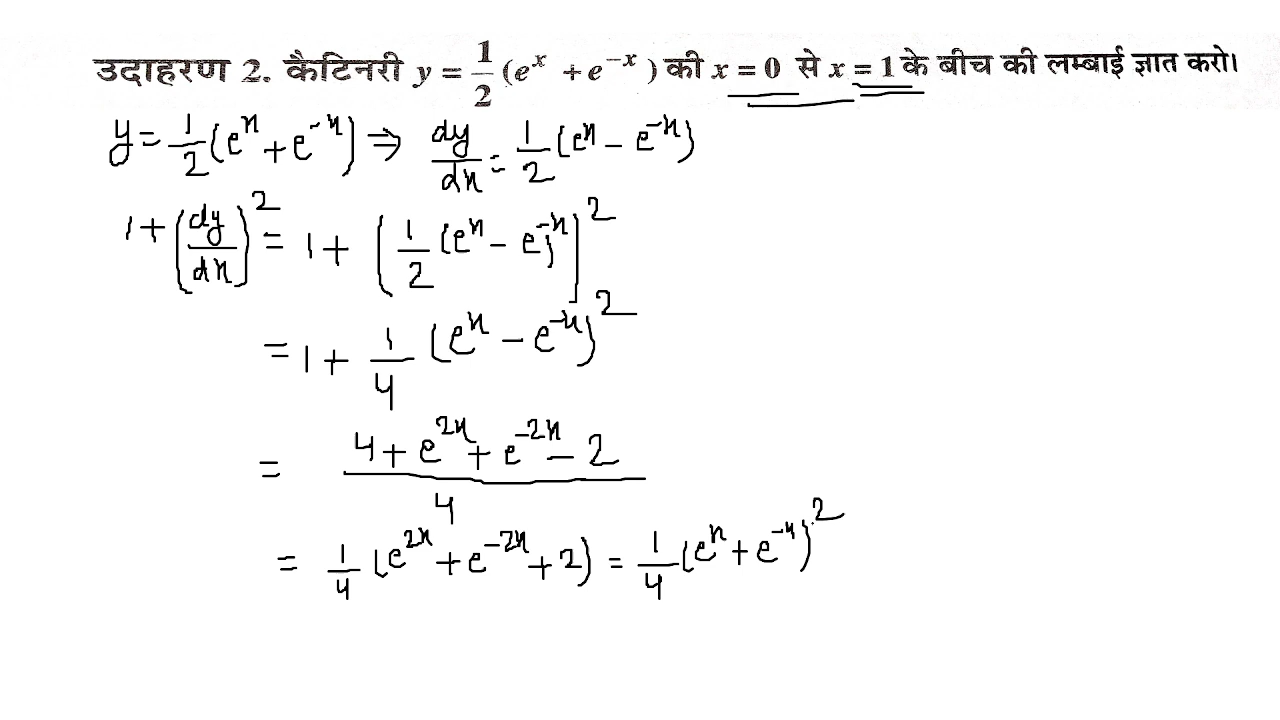 उदाहरण 2. कैटिनरी y = 1/2 (e^x + e^-x) की x = 0 से x = 1 के बीच की लम्बाई ज्ञात करो।
y = 1/2 (e^x + e^-x) ⇒ dy/dx = 1/2 (e^x - e^-x)
1 + (dy/dx)^2 = 1 + (1/2 (e^x - e^-x))^2
= 1 + 1/4 (e^x - e^-x)^2
= (4 + e^2x + e^-2x - 2)/4
= 1/4 (e^2x + e^-2x + 2) = 1/4 (e^x + e^-x)^2